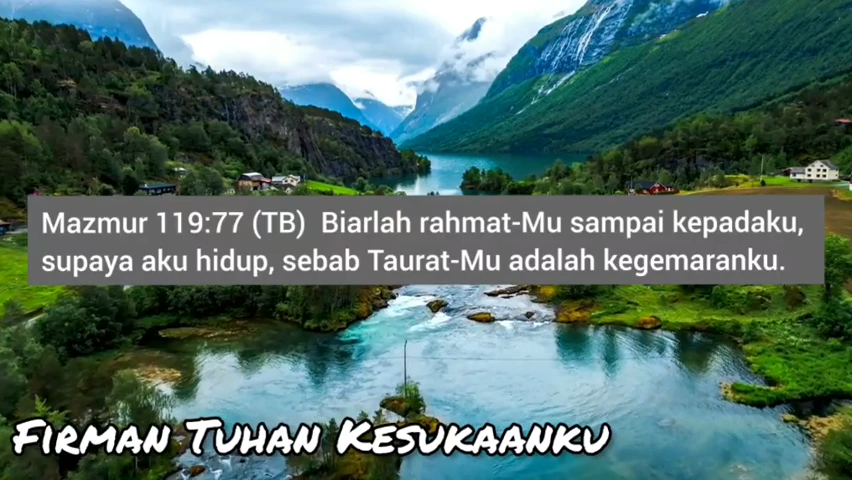 Mazmur 119:77 (TB)  Biarlah rahmat-Mu sampai kepadaku,
supaya aku hidup, sebab Taurat-Mu adalah kegemaranku.
Firman Tuhan Kesukaanku